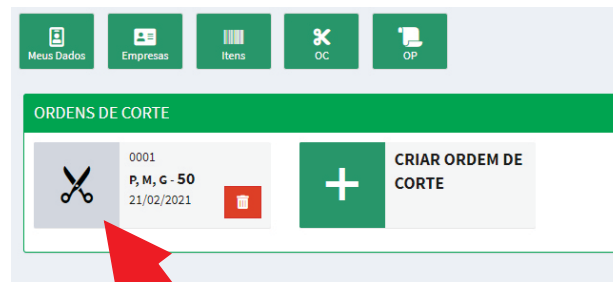 Meus Dados
Empresas
Itens
OC
OP
ORDENS DE CORTE
0001
P, M, G - 50
21/02/2021
CRIAR ORDEM DE
CORTE